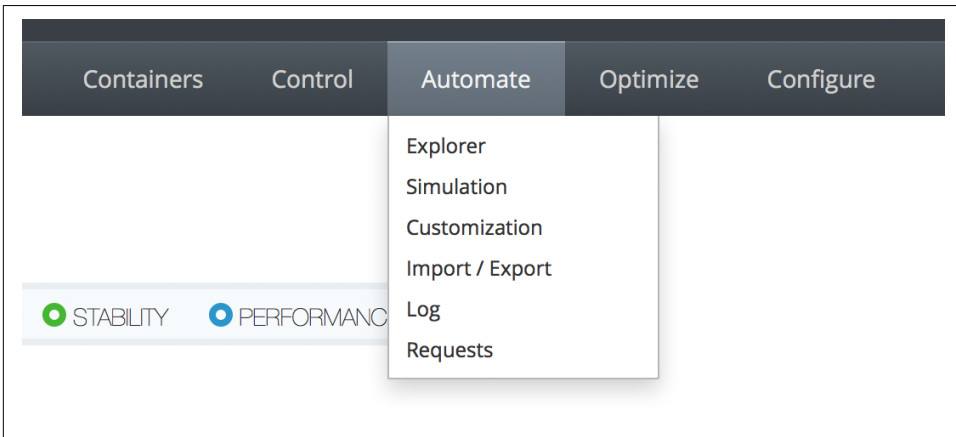 Containers Control Automate Optimize Configure
Explorer
Simulation
Customization
Import / Export
Log
Requests
STABILITY PERFORMANC